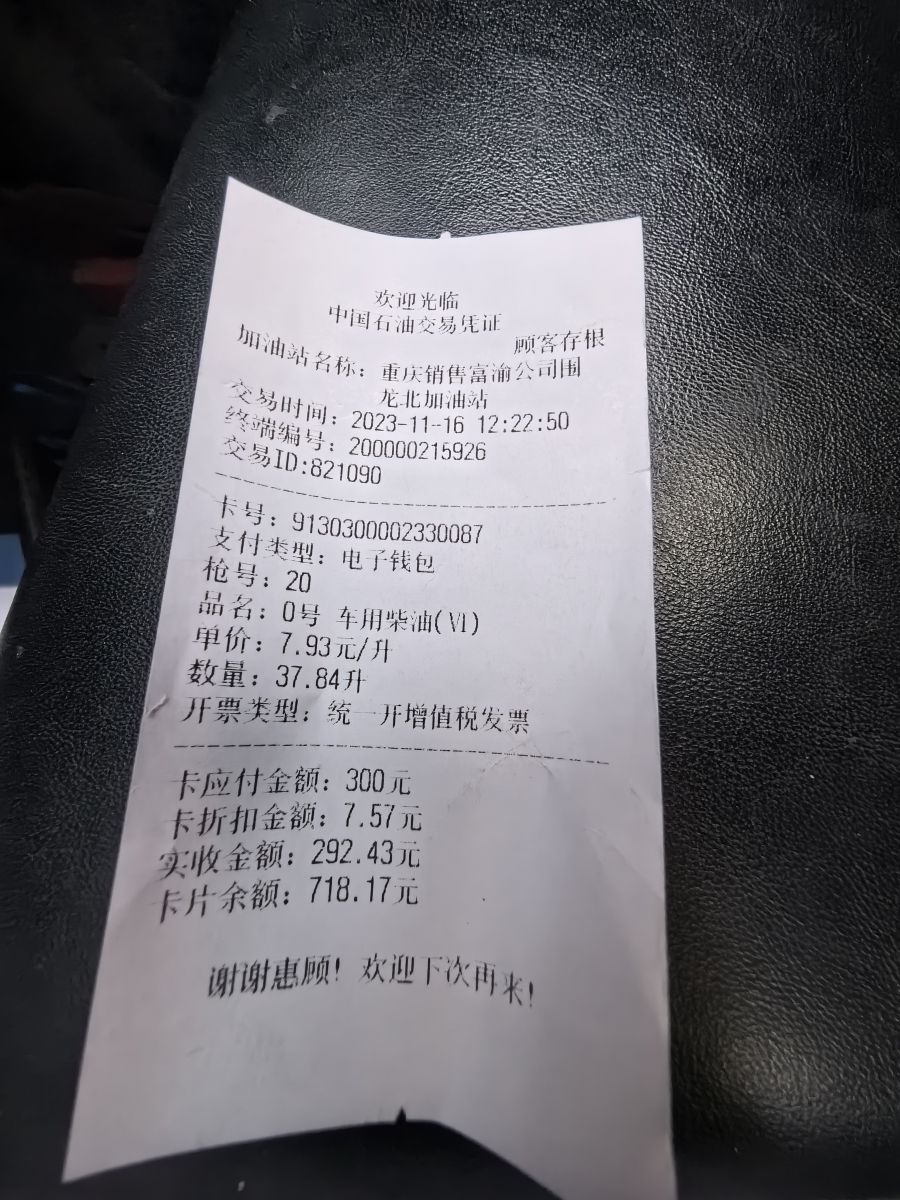 欢迎光临
中国石油交易凭证
顾客存根
加油站名称：重庆销售富渝公司围
龙北加油站
交易时间：2023-11-16 12:22:50
终端编号：200000215926
交易ID:821090
卡号：9130300002330087
支付类型：电子钱包
枪号：20
品名：0号 车用柴油(Ⅵ)
单价：7.93元/升
数量：37.84升
开票类型：统一开增值税发票
卡应付金额：300元
卡折扣金额：7.57元
实收金额：292.43元
卡片余额：718.17元
谢谢惠顾！欢迎下次再来！